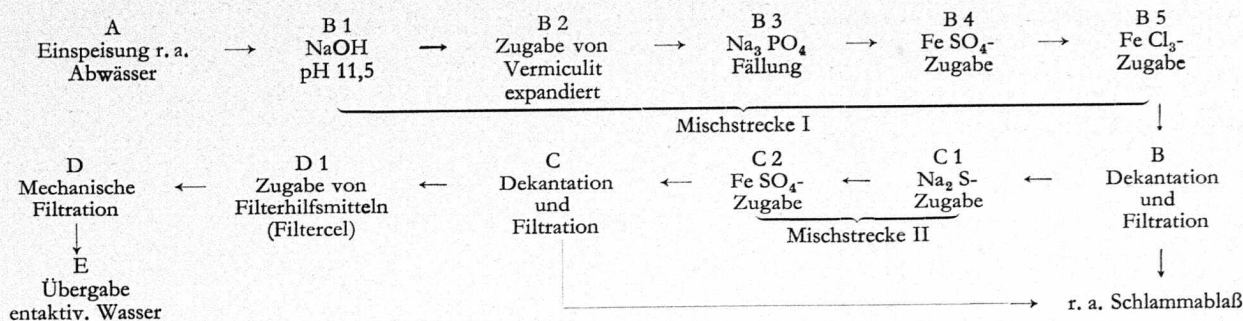 A
Einspeisung r. a.
Abwässer
B 1
NaOH
pH 11,5
B 2
Zugabe von
Vermiculit
expandiert
B 3
Na₃ PO₄
Fällung
B 4
Fe SO₄-
Zugabe
B 5
Fe Cl₃-
Zugabe
Mischstrecke I
D
Mechanische
Filtration
D 1
Zugabe von
Filterhilfsmitteln
(Filtercel)
C
Dekantation
und
Filtration
C 2
Fe SO₄-
Zugabe
C 1
Na₂ S-
Zugabe
B
Dekantation
und
Filtration
Mischstrecke II
E
Übergabe
entaktiv. Wasser
r. a. Schlammablaß